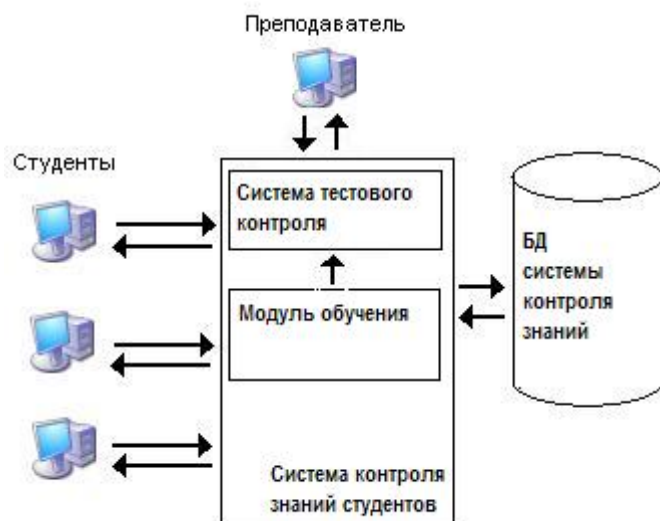 Преподаватель
Студенты
Система тестового
контроля
Модуль обучения
Система контроля
знаний студентов
БД
системы
контроля
знаний